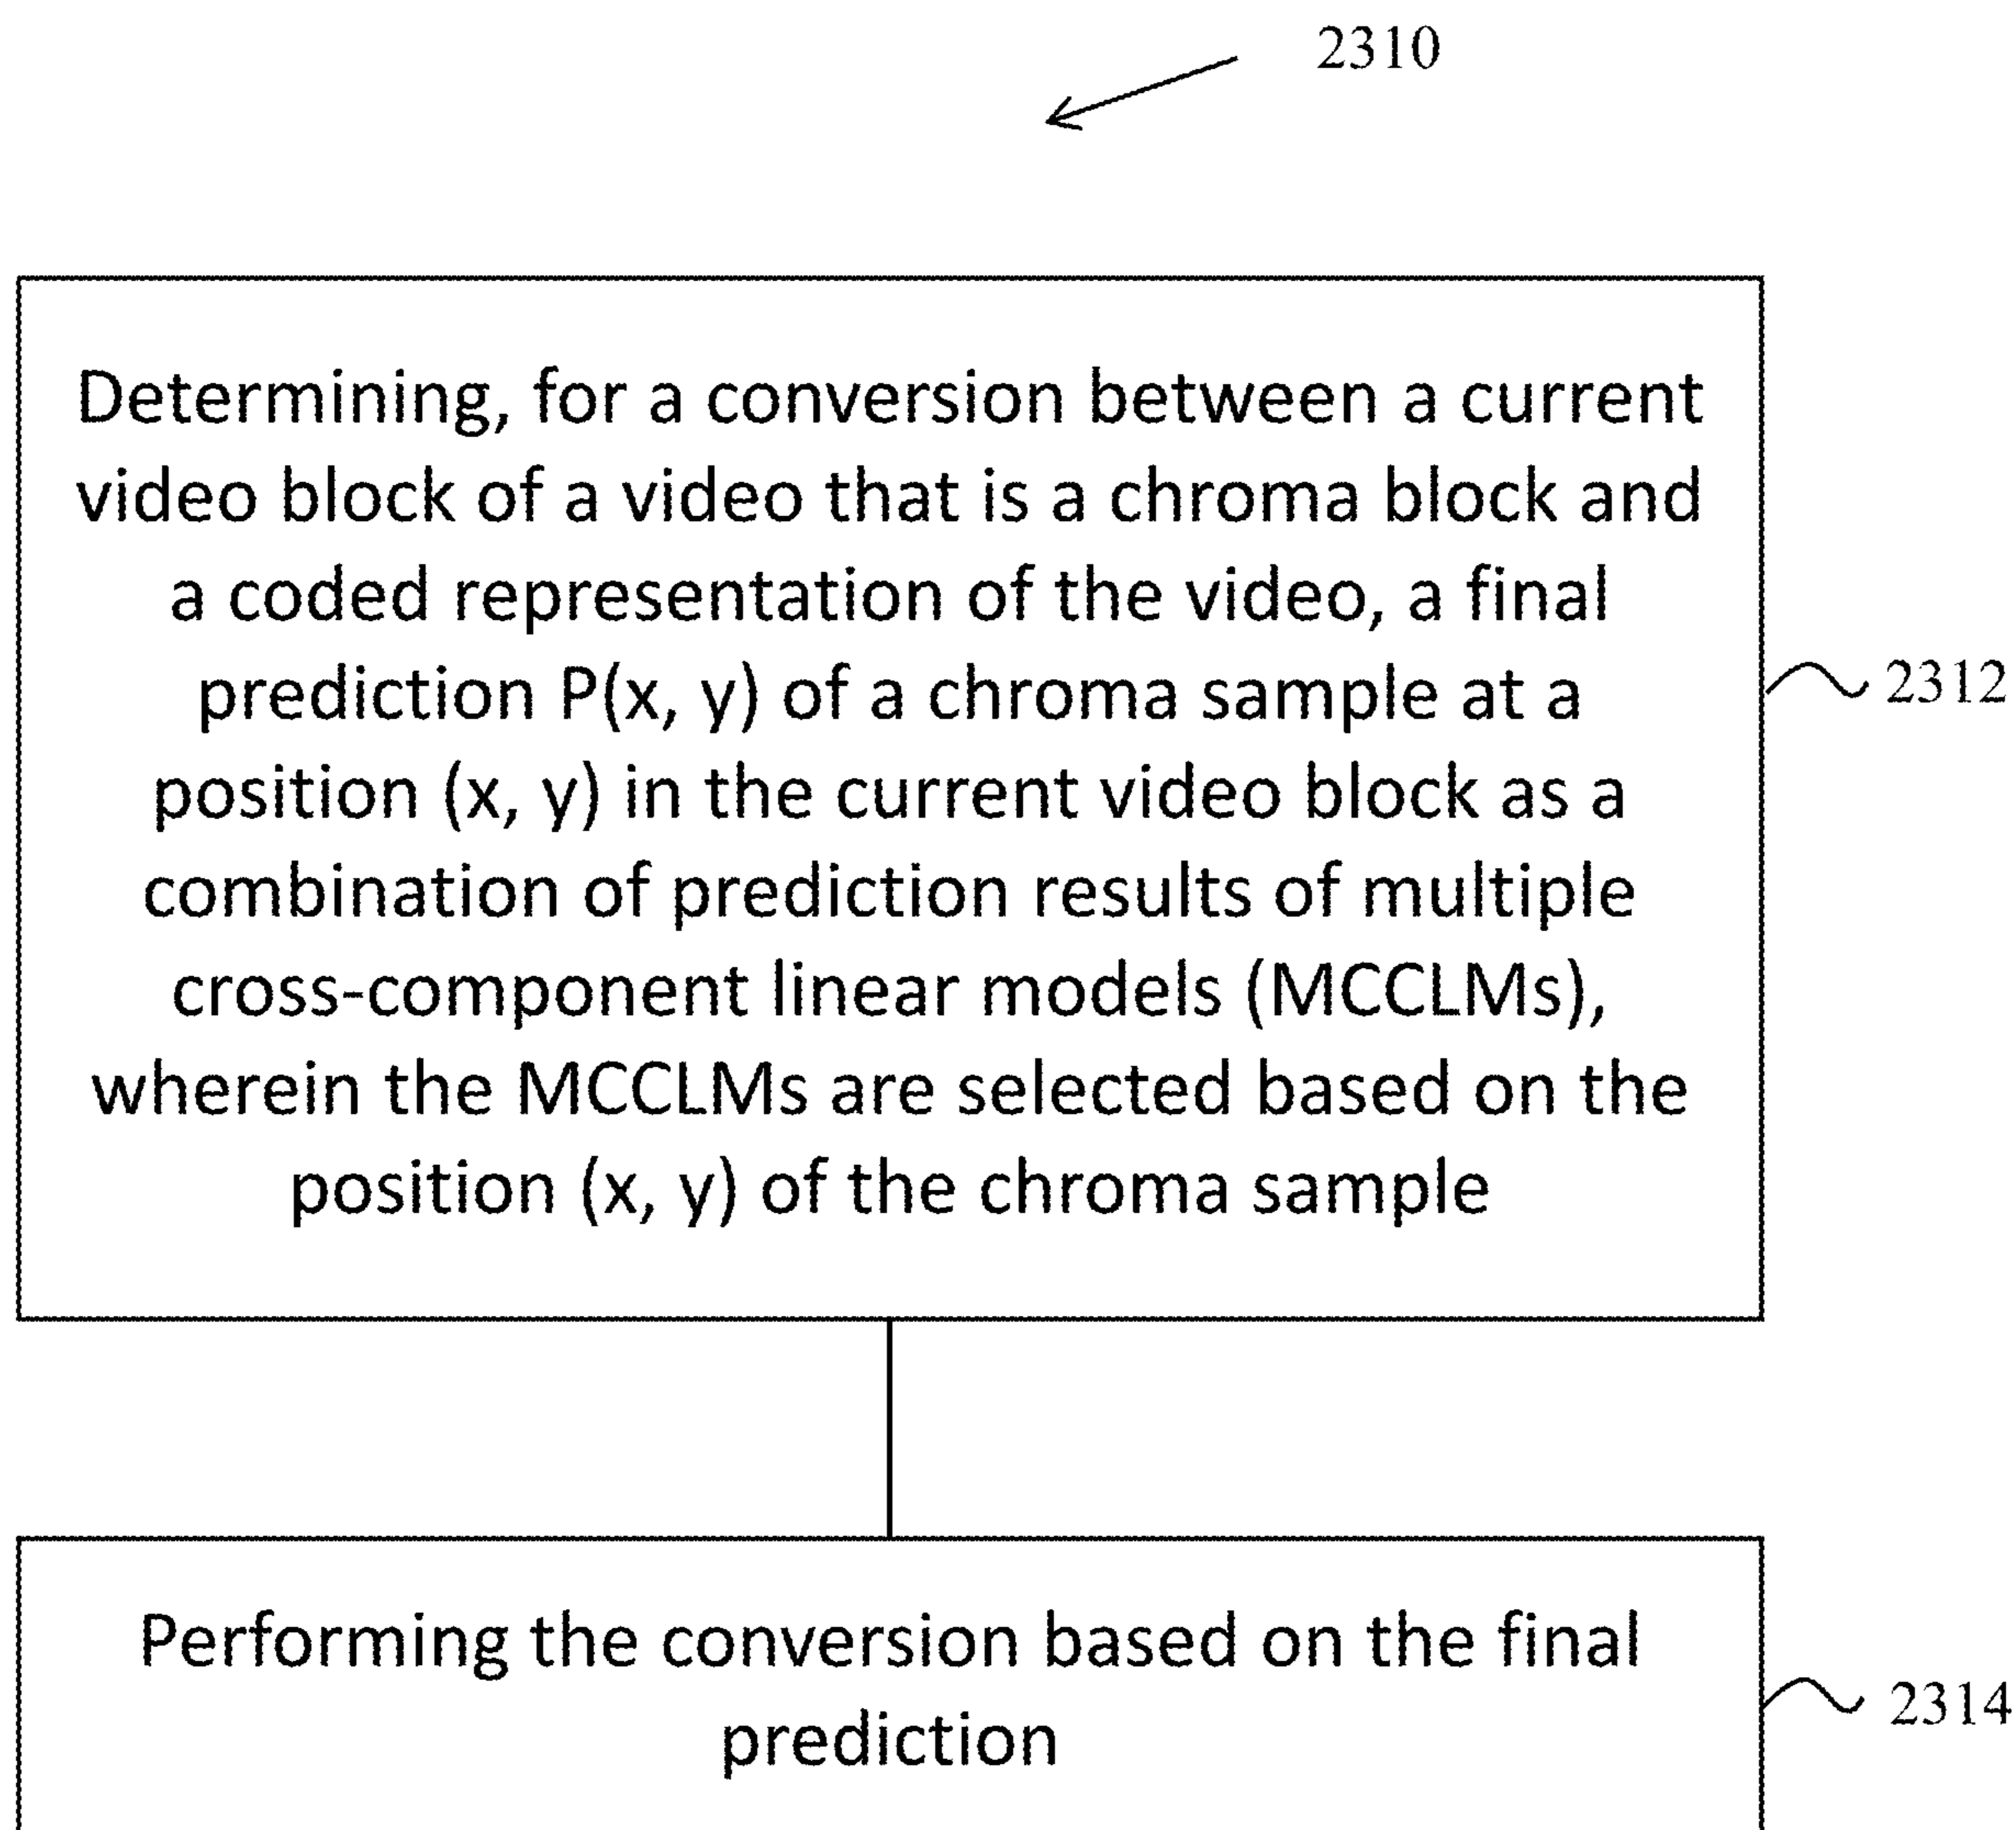 2310
Determining, for a conversion between a current
video block of a video that is a chroma block and
a coded representation of the video, a final
prediction P(x, y) of a chroma sample at a
position (x, y) in the current video block as a
combination of prediction results of multiple
cross-component linear models (MCCLMs),
wherein the MCCLMs are selected based on the
position (x, y) of the chroma sample
2312
Performing the conversion based on the final
prediction
2314